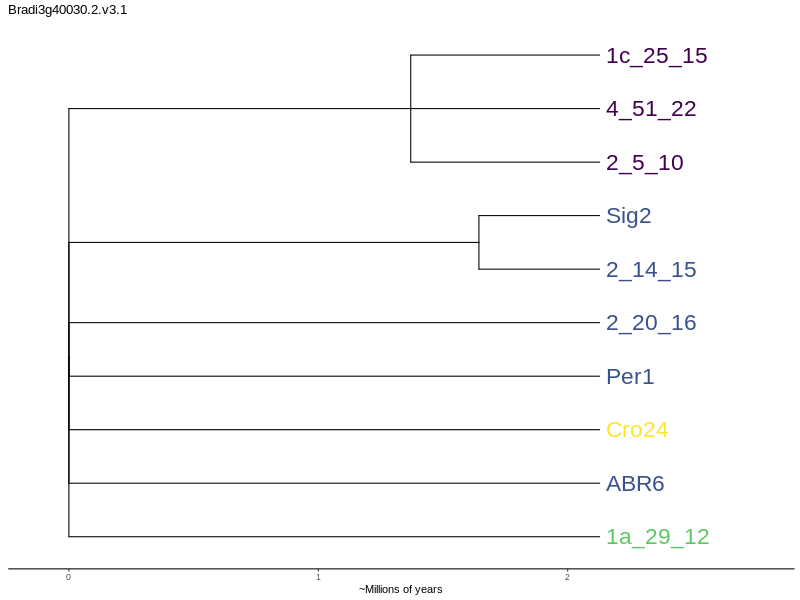 Bradi3g40030.2.v3.1
1c_25_15
4_51_22
2_5_10
Sig2
2_14_15
2_20_16
Per1
Cro24
ABR6
1a_29_12
0 1 2
~Millions of years